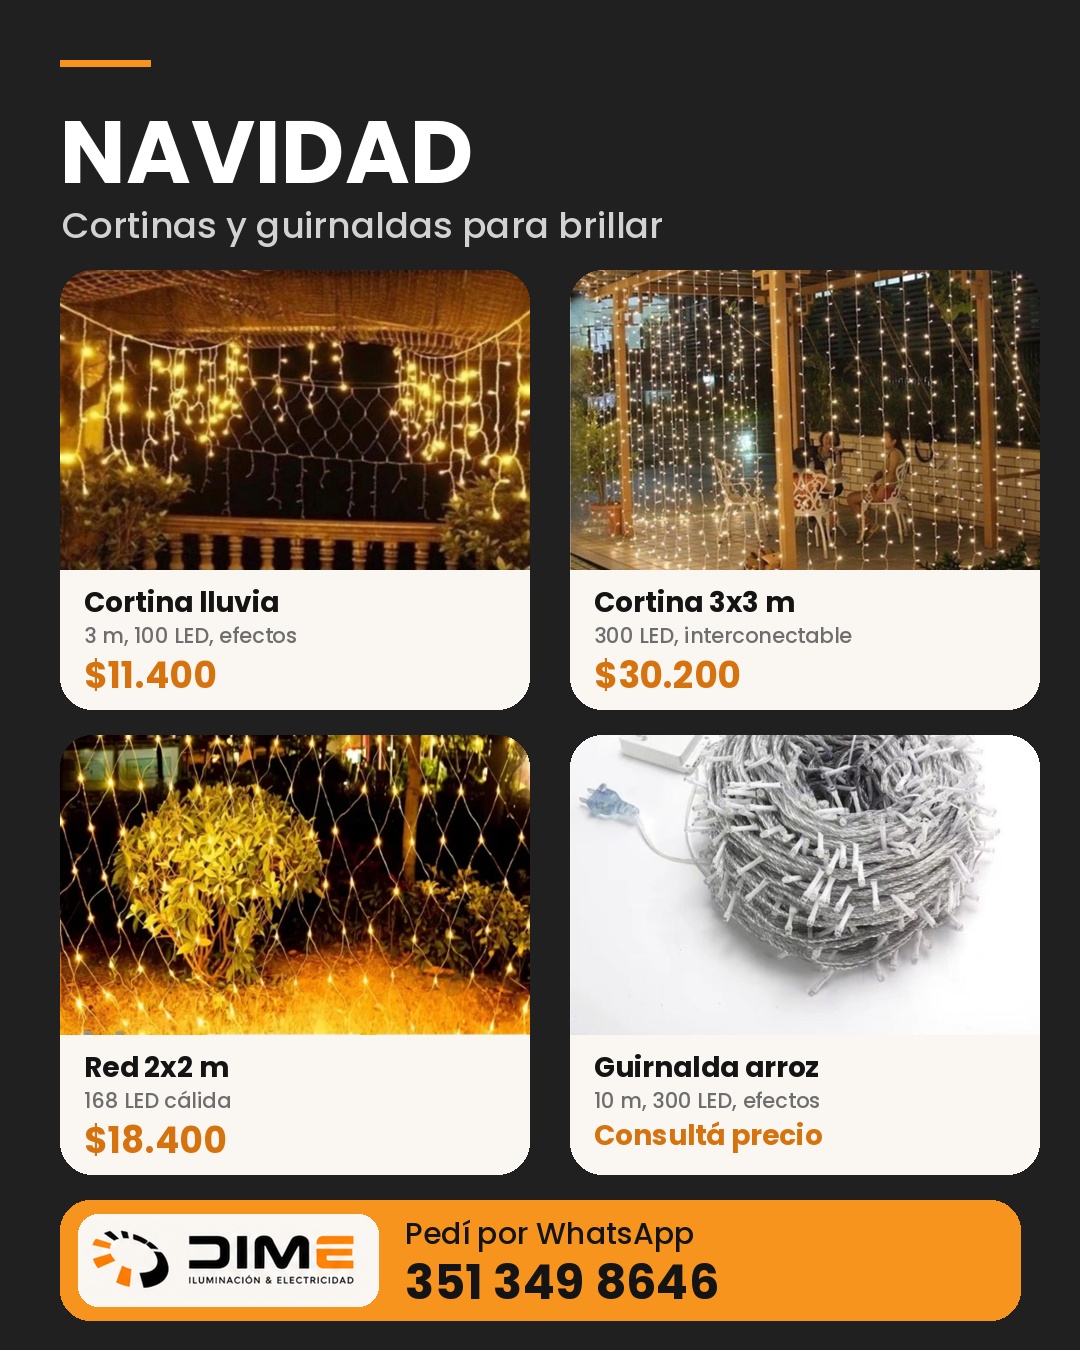 NAVIDAD
Cortinas y guirnaldas para brillar
Cortina lluvia
3 m, 100 LED, efectos
$11.400
Cortina 3x3 m
300 LED, interconectable
$30.200
Red 2x2 m
168 LED cálida
$18.400
Guirnalda arroz
10 m, 300 LED, efectos
Consultá precio
DIME
ILUMINACIÓN & ELECTRICIDAD
Pedí por WhatsApp
351 349 8646